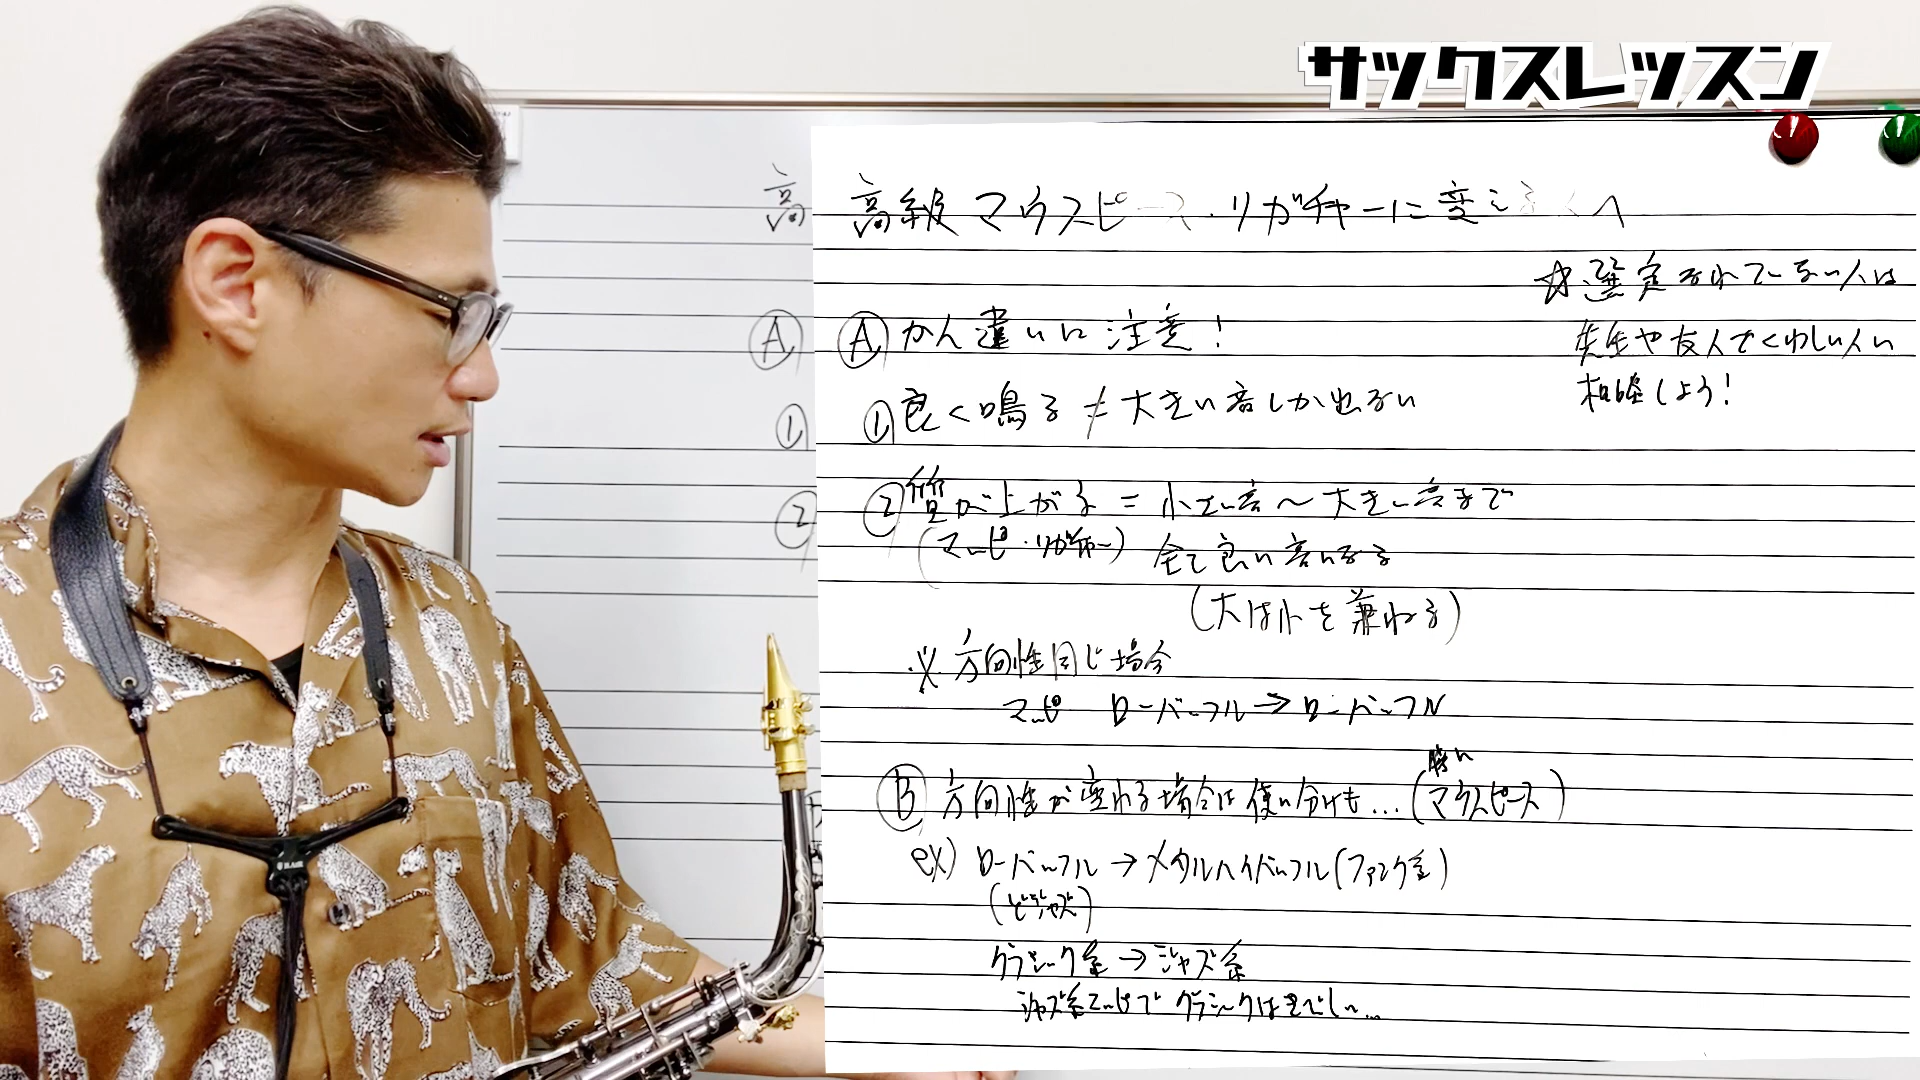 サックスレッスン
高級マウスピース・リガチャーに変える人へ
☆選定されていない人は
先生や友人でくわしい人に
相談しよう!
Ⓐ かん違いに注意!
① 良く鳴る ≠ 大きい音しか出ない
② 質が上がる = 小さい音〜大きい音まで
(マッピ・リガチャー) 全て良い音になる
(大は小を兼ねる)
※ 方向性同じ場合
マッピ ローバッフル→ローバッフル
特に
Ⓑ 方向性が変わる場合は使い分けも...(マウスピース)
ex) ローバッフル→メタルハイバッフル(ファンク系)
(ビジャズ)
クラシック系→ジャズ系
ジャズ系マッピでクラシックはきびしい...
高
Ⓐ
①
②